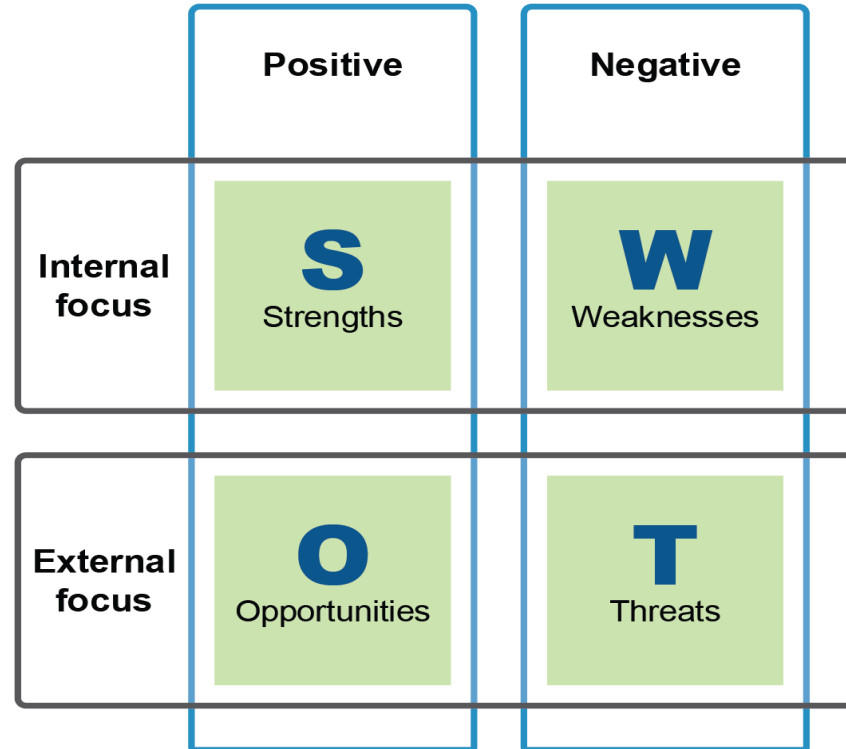 Positive
Negative
Internal
focus
S
Strengths
W
Weaknesses
External
focus
O
Opportunities
T
Threats